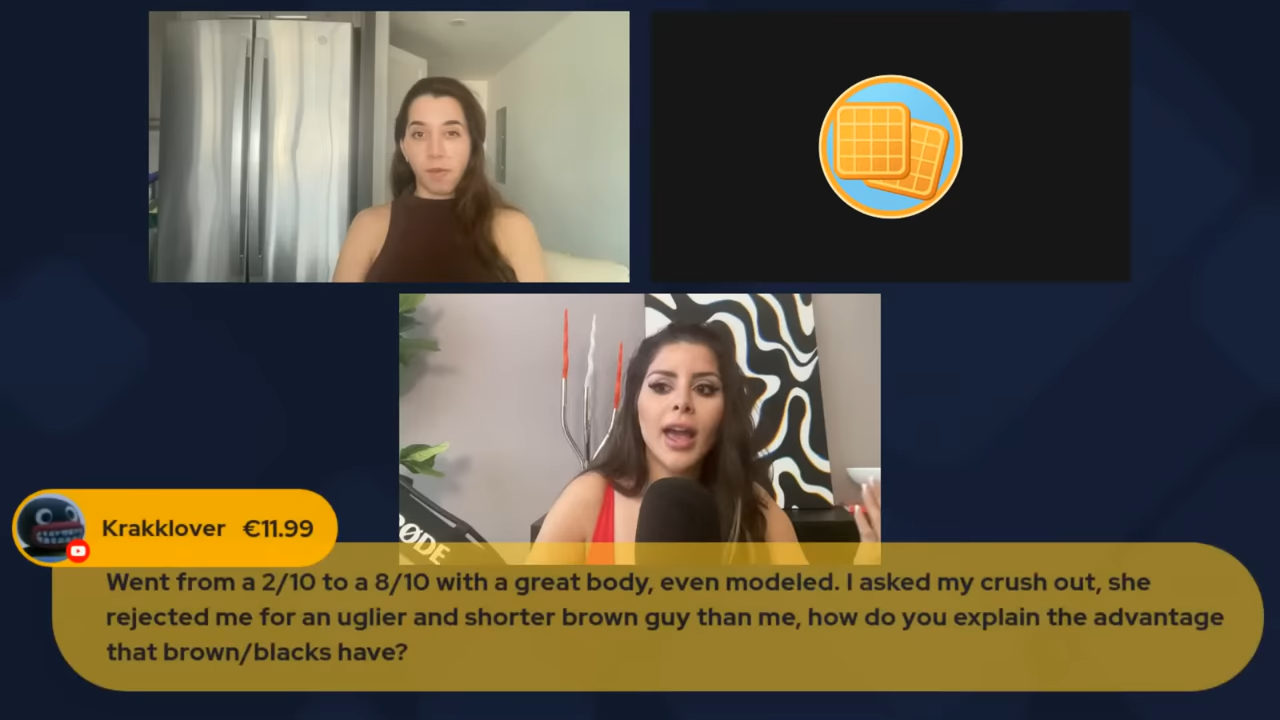 RØDE
Krakklover €11.99
Went from a 2/10 to a 8/10 with a great body, even modeled. I asked my crush out, she
rejected me for an uglier and shorter brown guy than me, how do you explain the advantage
that brown/blacks have?